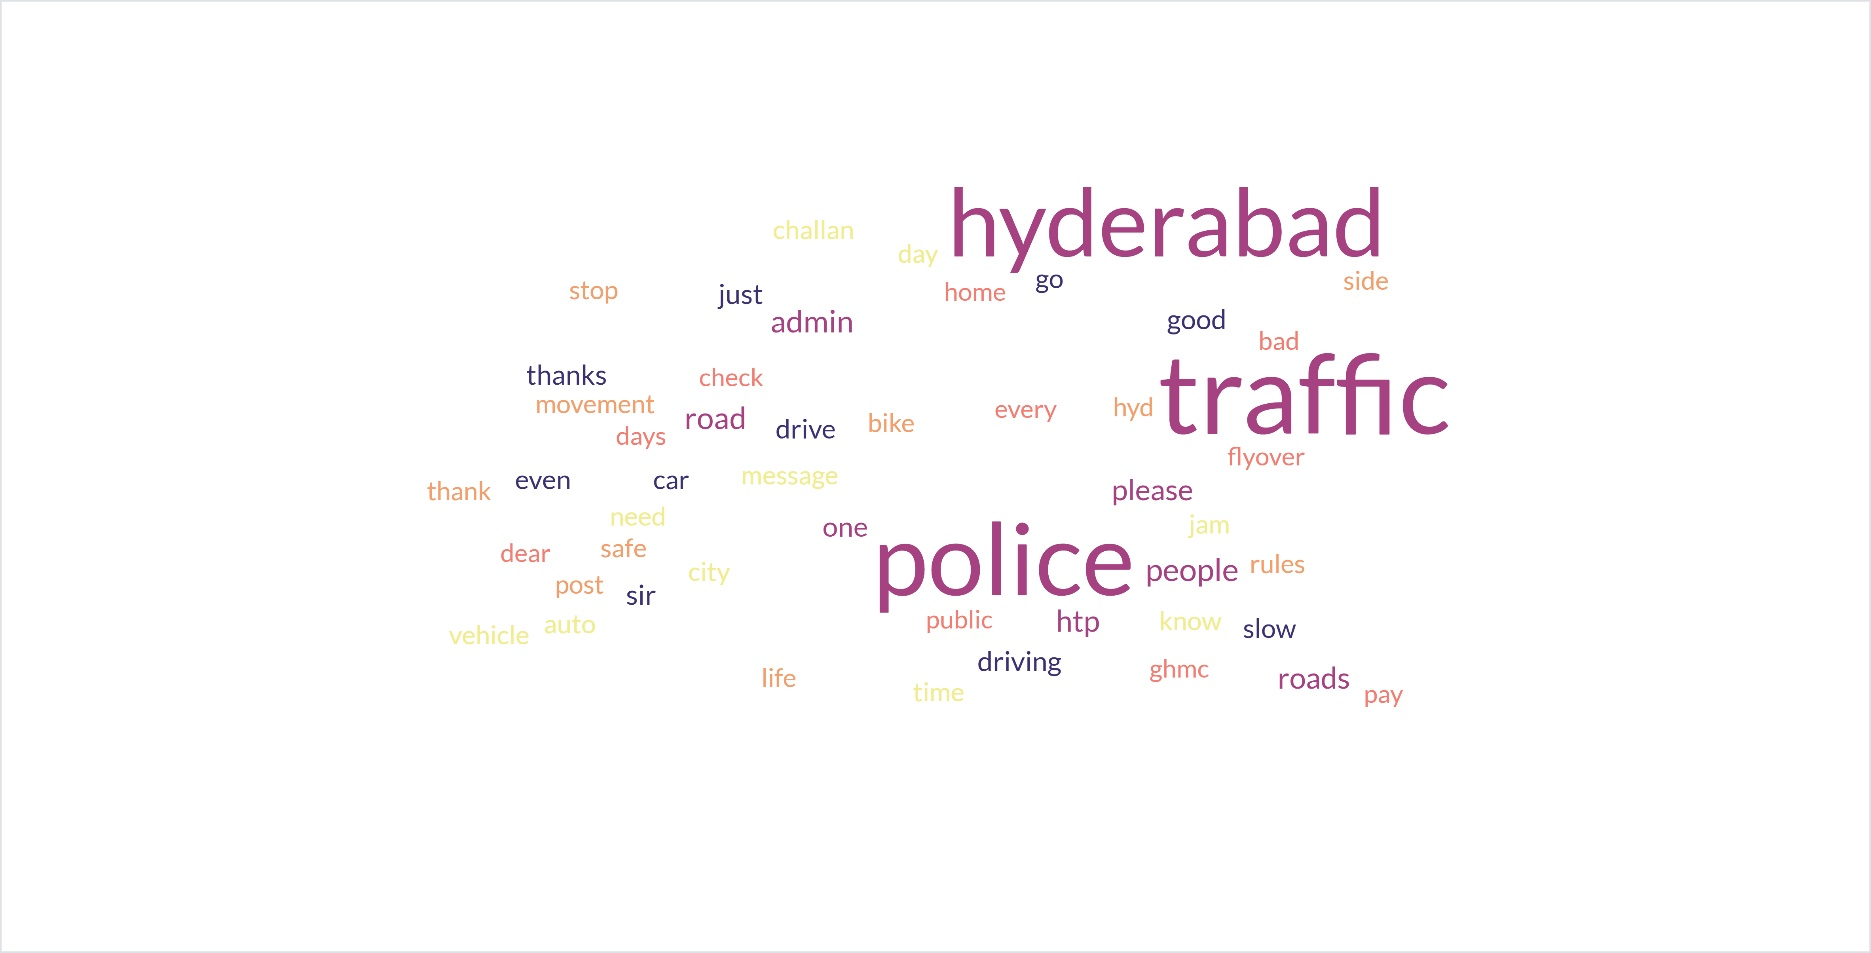 hyderabad
challan
day
go
side
stop
just
home
admin
good
bad
traffic
thanks
check
movement
road
drive
bike
every
hyd
days
flyover
thank
even
car
message
please
need
one
jam
police
dear
safe
city
people
rules
post
sir
public
htp
know
slow
vehicle
auto
driving
life
time
ghmc
roads
pay